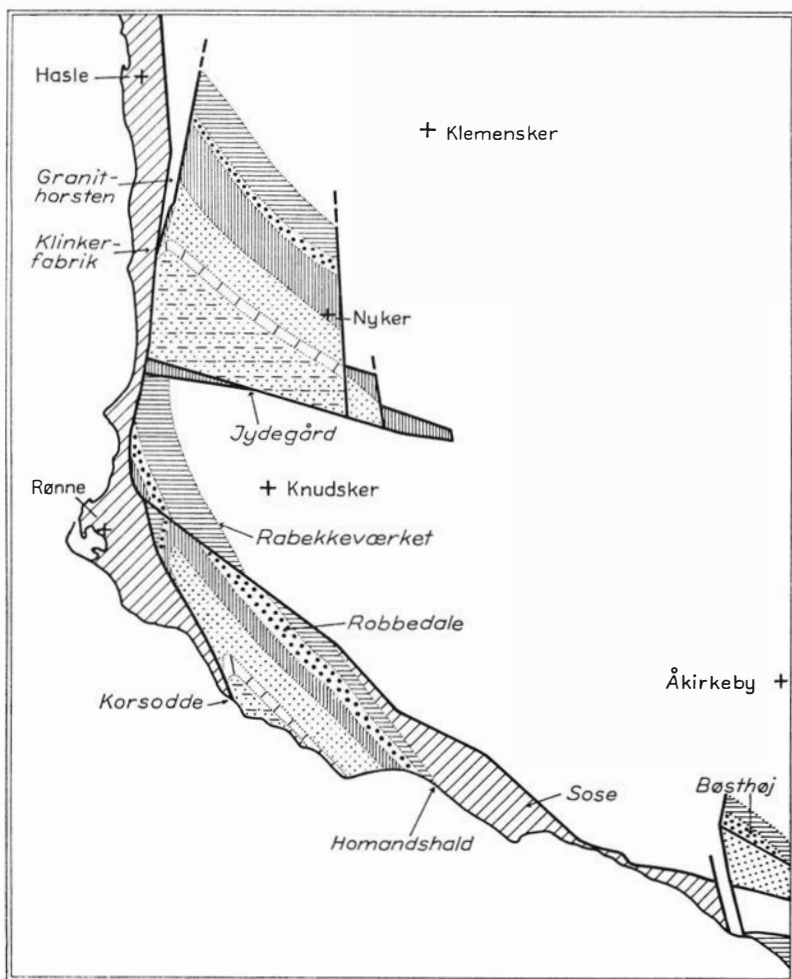 Hasle
Klemensker
Granit-
horsten
Klinker-
fabrik
Nyker
Jydegård
Rønne
Knudsker
Rabekkeværket
Robbedale
Åkirkeby
Korsodde
Bøsthøj
Sose
Homandshald